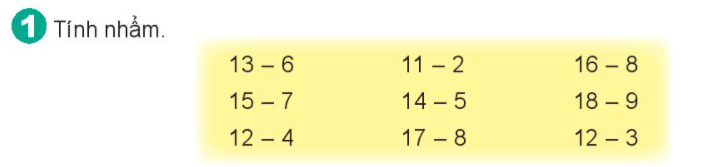 1 Tính nhẩm.
13 – 6 11 – 2 16 – 8
15 – 7 14 – 5 18 – 9
12 – 4 17 – 8 12 – 3